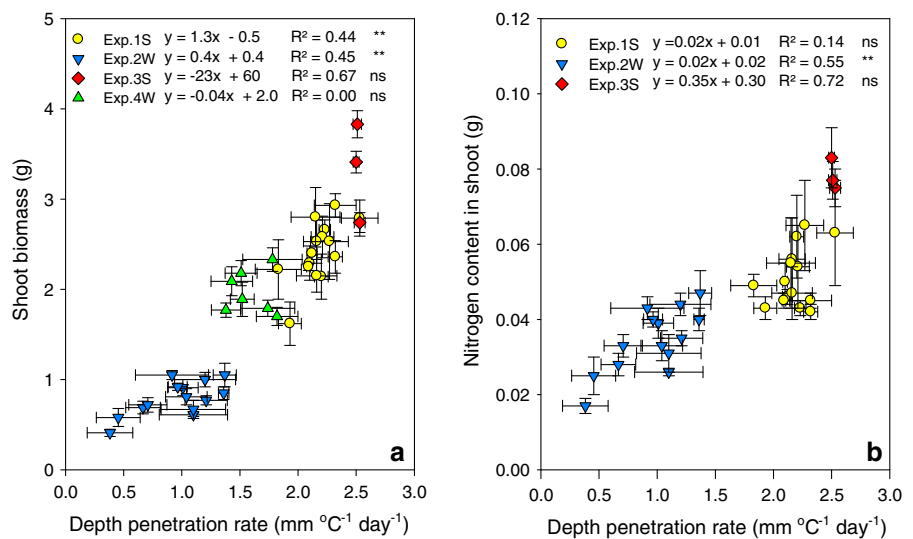 Exp.1S y = 1.3x - 0.5 R² = 0.44 **
Exp.2W y = 0.4x + 0.4 R² = 0.45 **
Exp.3S y = -23x + 60 R² = 0.67 ns
Exp.4W y = -0.04x + 2.0 R² = 0.00 ns
Shoot biomass (g)
5
4
3
2
1
0
a
0.0 0.5 1.0 1.5 2.0 2.5 3.0
Depth penetration rate (mm ºC⁻¹ day⁻¹)
Exp.1S y =0.02x + 0.01 R² = 0.14 ns
Exp.2W y = 0.02x + 0.02 R² = 0.55 **
Exp.3S y = 0.35x + 0.30 R² = 0.72 ns
Nitrogen content in shoot (g)
0.12
0.10
0.08
0.06
0.04
0.02
0.00
b
0.0 0.5 1.0 1.5 2.0 2.5 3.0
Depth penetration rate (mm ºC⁻¹ day⁻¹)